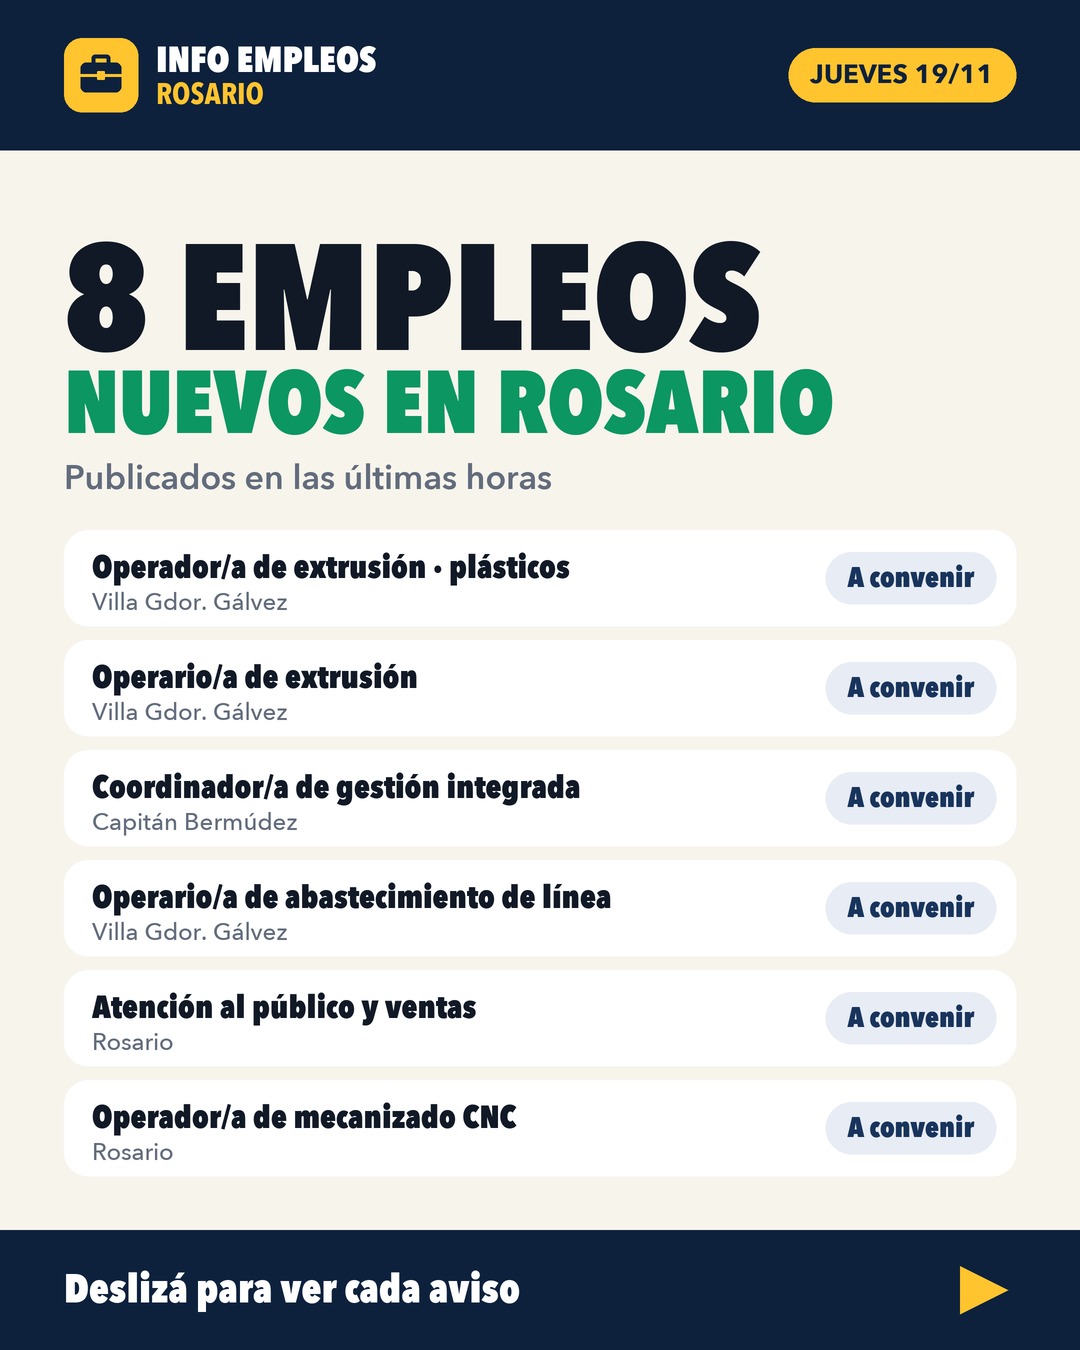 INFO EMPLEOS
ROSARIO
JUEVES 19/11
8 EMPLEOS
NUEVOS EN ROSARIO
Publicados en las últimas horas
Operador/a de extrusión · plásticos
Villa Gdor. Gálvez
A convenir
Operario/a de extrusión
Villa Gdor. Gálvez
A convenir
Coordinador/a de gestión integrada
Capitán Bermúdez
A convenir
Operario/a de abastecimiento de línea
Villa Gdor. Gálvez
A convenir
Atención al público y ventas
Rosario
A convenir
Operador/a de mecanizado CNC
Rosario
A convenir
Deslizá para ver cada aviso